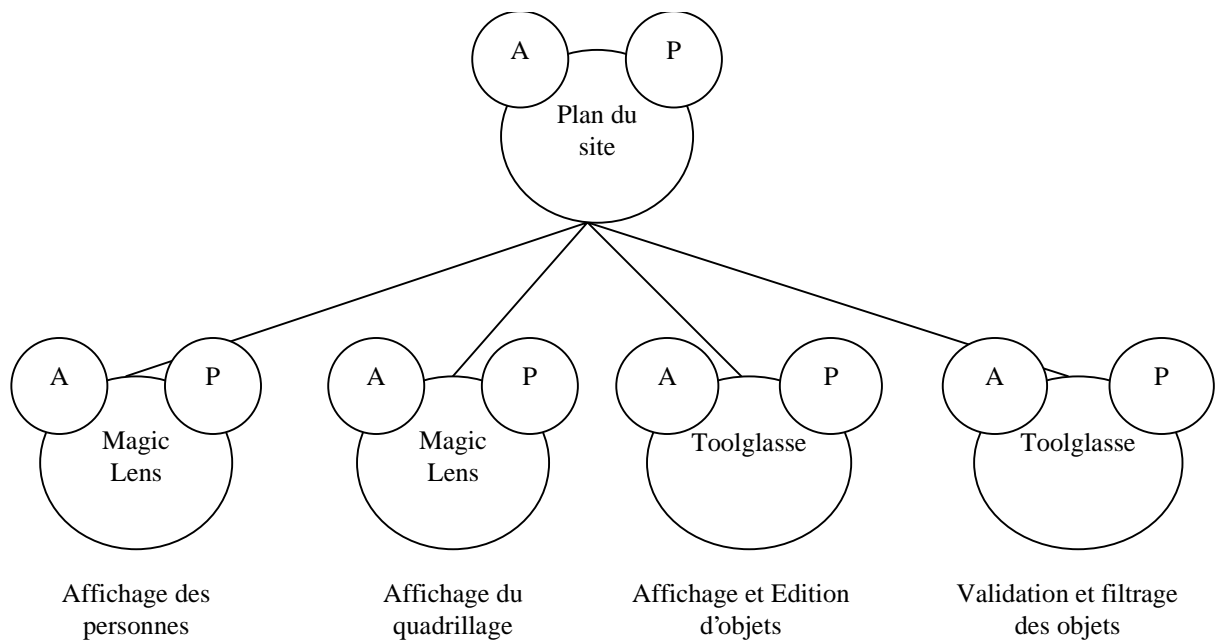 A
P
Plan du
site
A
P
Magic
Lens
A
P
Magic
Lens
A
P
Toolglasse
A
P
Toolglasse
Affichage des
personnes
Affichage du
quadrillage
Affichage et Edition
d'objets
Validation et filtrage
des objets